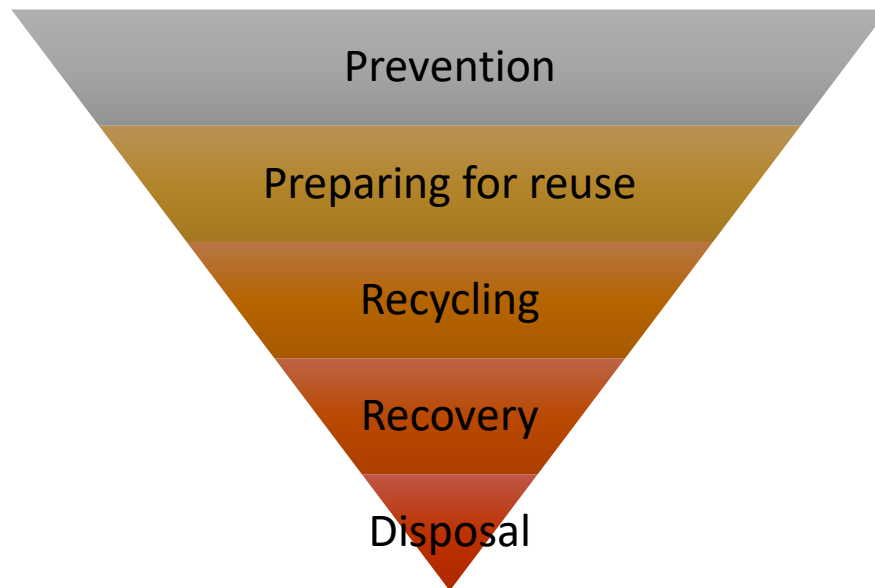 Prevention
Preparing for reuse
Recycling
Recovery
Disposal